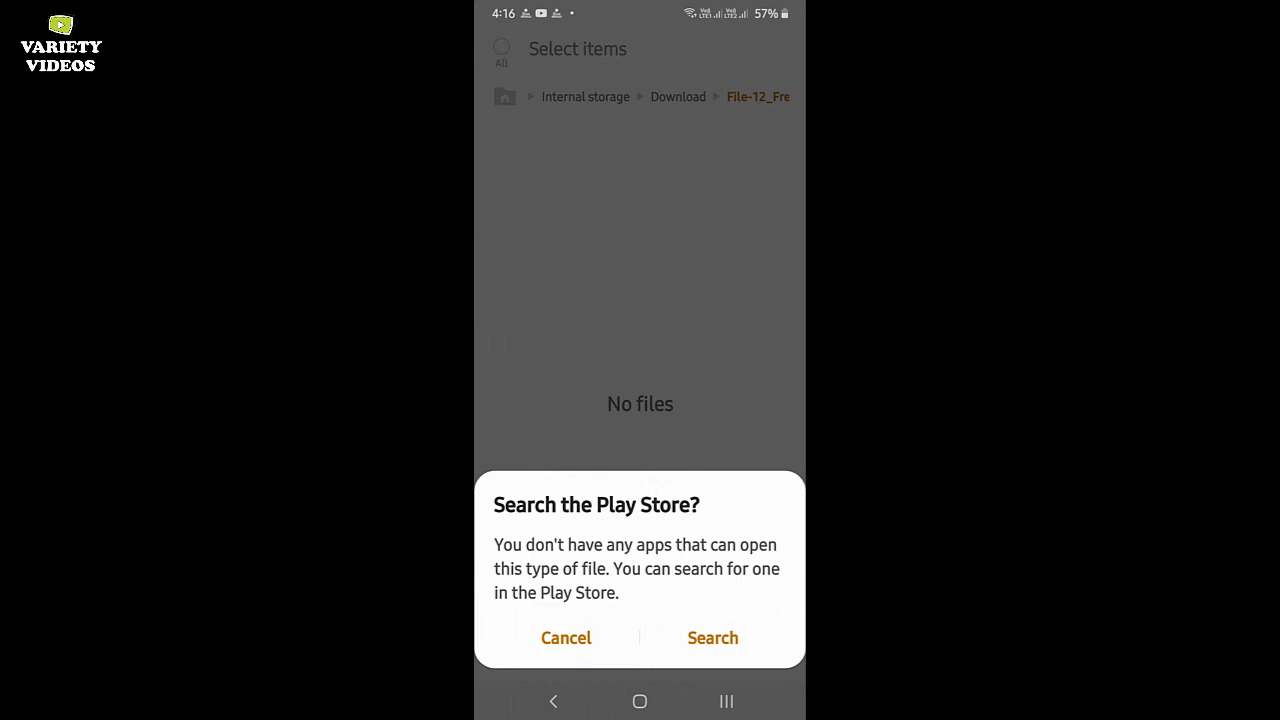 VARIETY
VIDEOS
4:16
57%
All
Select items
Internal storage
Download
File-12_Fre
No files
Search the Play Store?
You don't have any apps that can open
this type of file. You can search for one
in the Play Store.
Cancel
Search